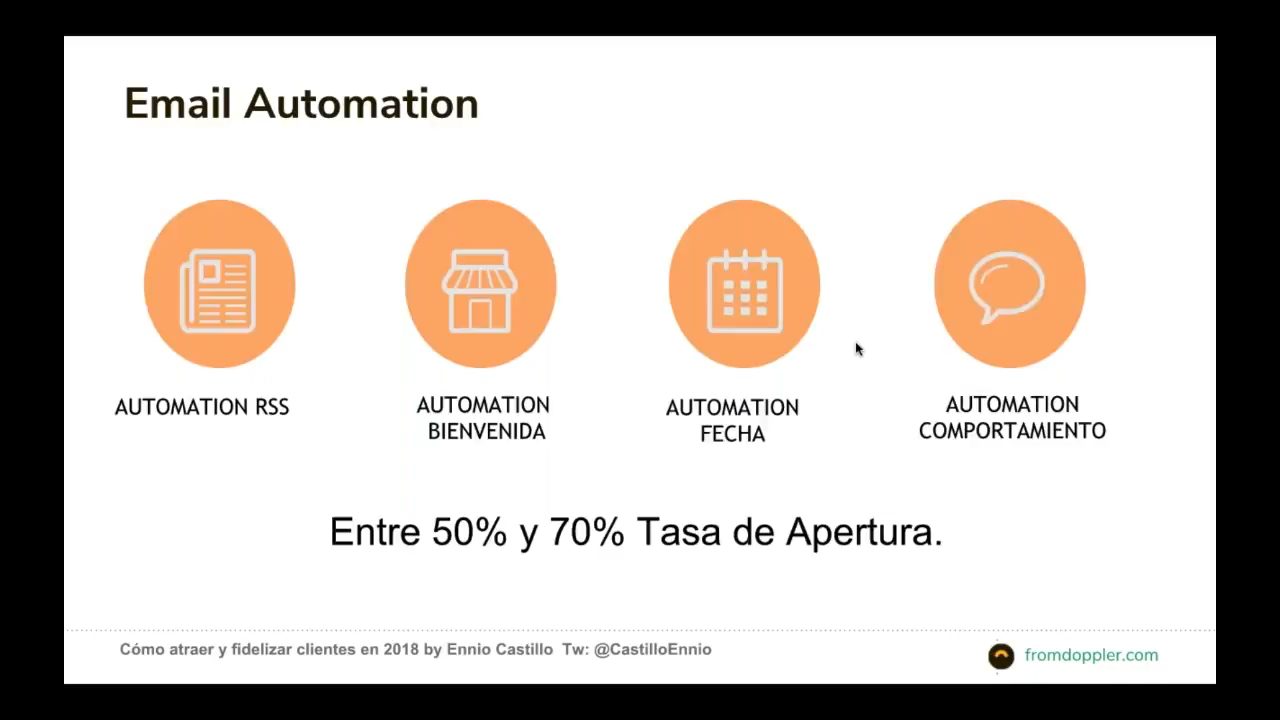 Email Automation
AUTOMATION RSS
AUTOMATION
BIENVENIDA
AUTOMATION
FECHA
AUTOMATION
COMPORTAMIENTO
Entre 50% y 70% Tasa de Apertura.
Cómo atraer y fidelizar clientes en 2018 by Ennio Castillo Tw: @CastilloEnnio
fromdoppler.com